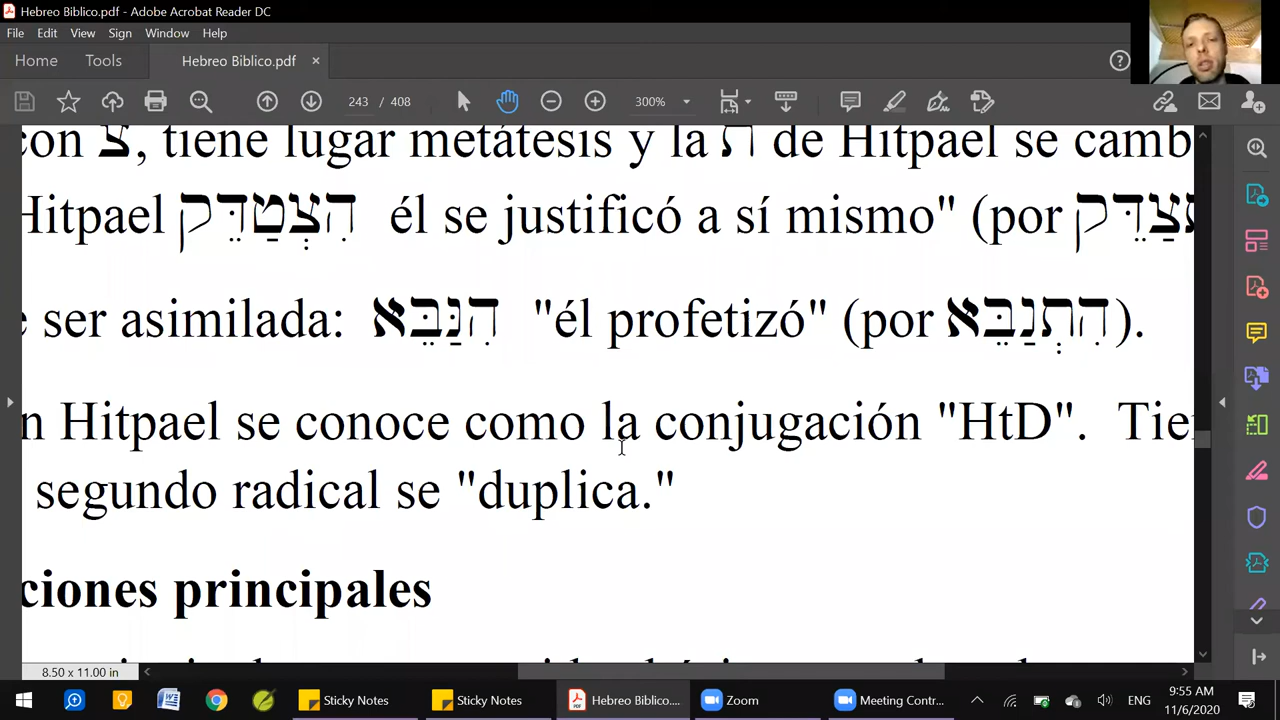 Hebreo Biblico.pdf - Adobe Acrobat Reader DC
File Edit View Sign Window Help
Home Tools Hebreo Biblico.pdf ×
243 / 408 300%
con צ, tiene lugar metátesis y la ת de Hitpael se camb
Hitpael הִצְטַדֵּק él se justificó a sí mismo" (por
e ser asimilada: הִנַּבֵּא "él profetizó" (por הִתְנַבֵּא).
n Hitpael se conoce como la conjugación "HtD". Tien
segundo radical se "duplica."
ciones principales
8.50 x 11.00 in
Sticky Notes Sticky Notes Hebreo Biblico.... Zoom Meeting Contr... ENG 9:55 AM
11/6/2020